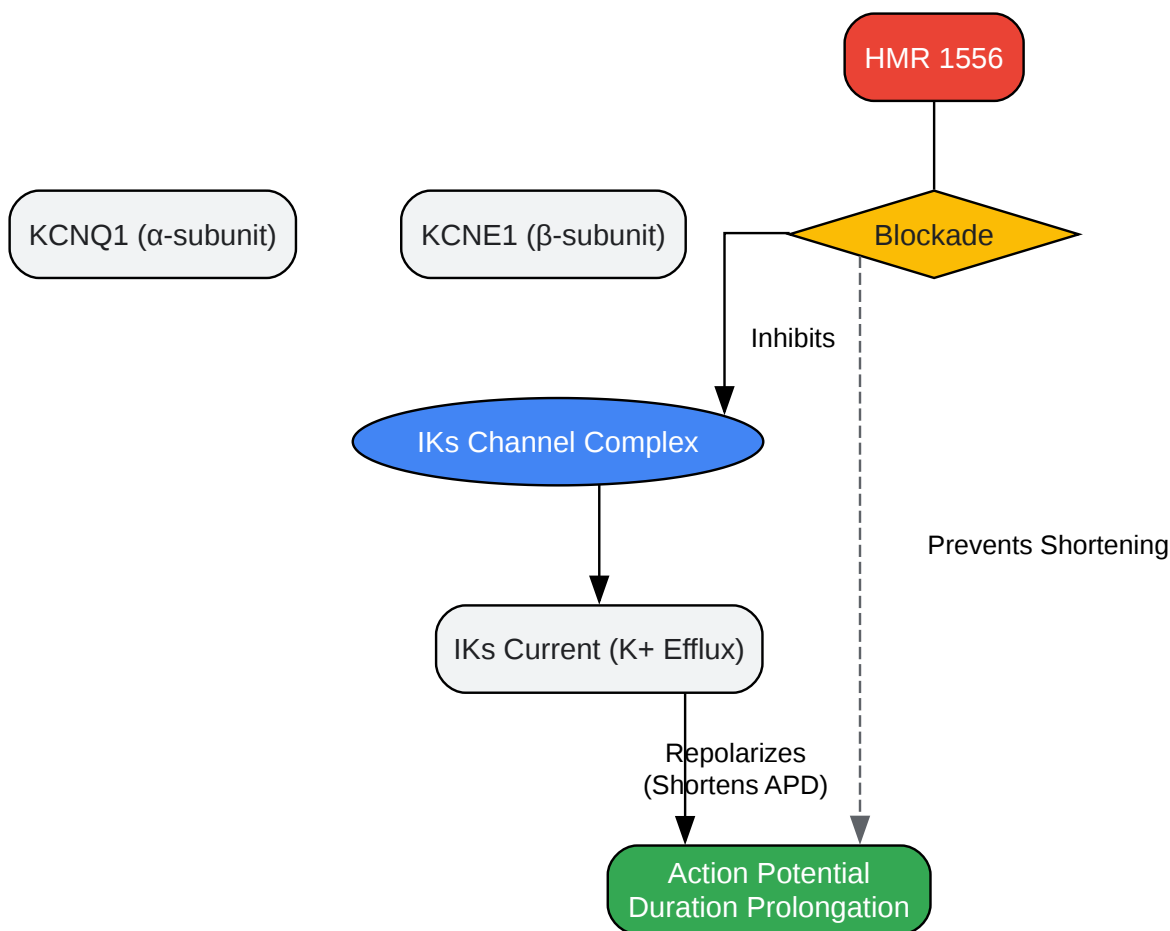 HMR 1556
KCNQ1 (α-subunit)
KCNE1 (β-subunit)
Blockade
Inhibits
IKs Channel Complex
Prevents Shortening
IKs Current (K+ Efflux)
Repolarizes
(Shortens APD)
Action Potential
Duration Prolongation